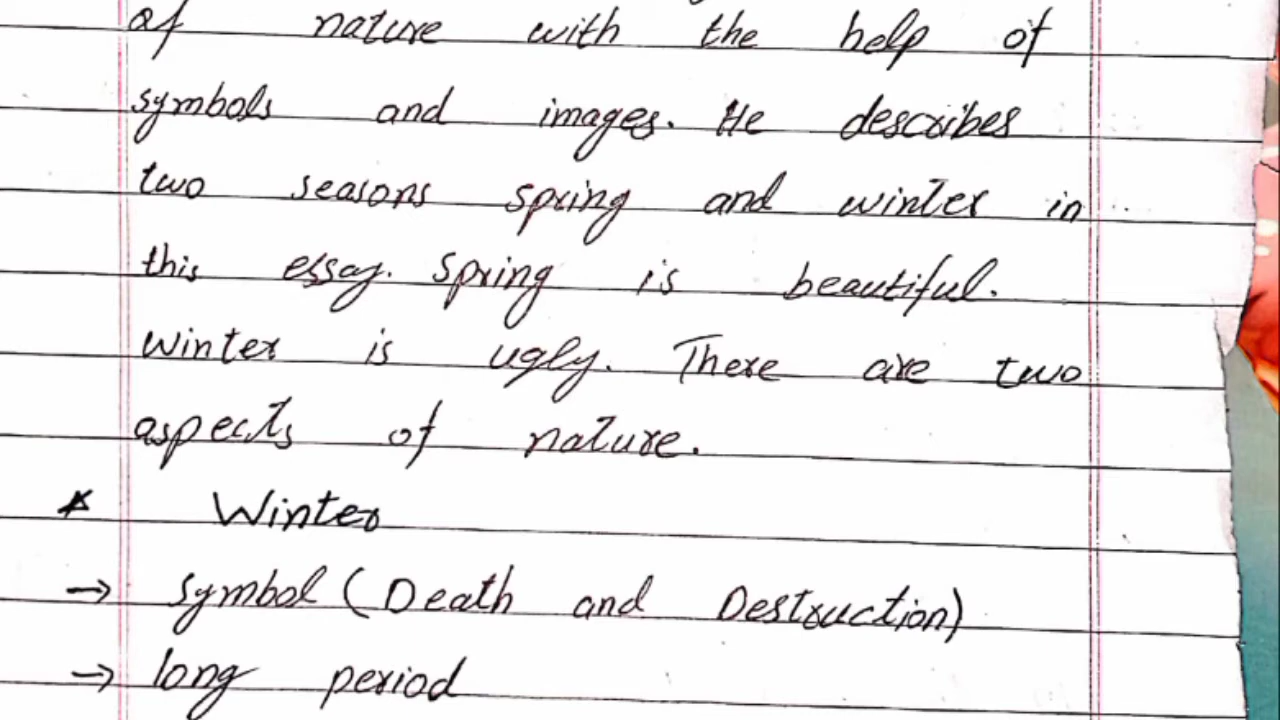 of nature with the help of
symbols and images. He describes
two seasons spring and winter in
this essay. Spring is beautiful.
Winter is ugly. There are two
aspects of nature.
* Winter
→ symbol (Death and Destruction)
→ long period